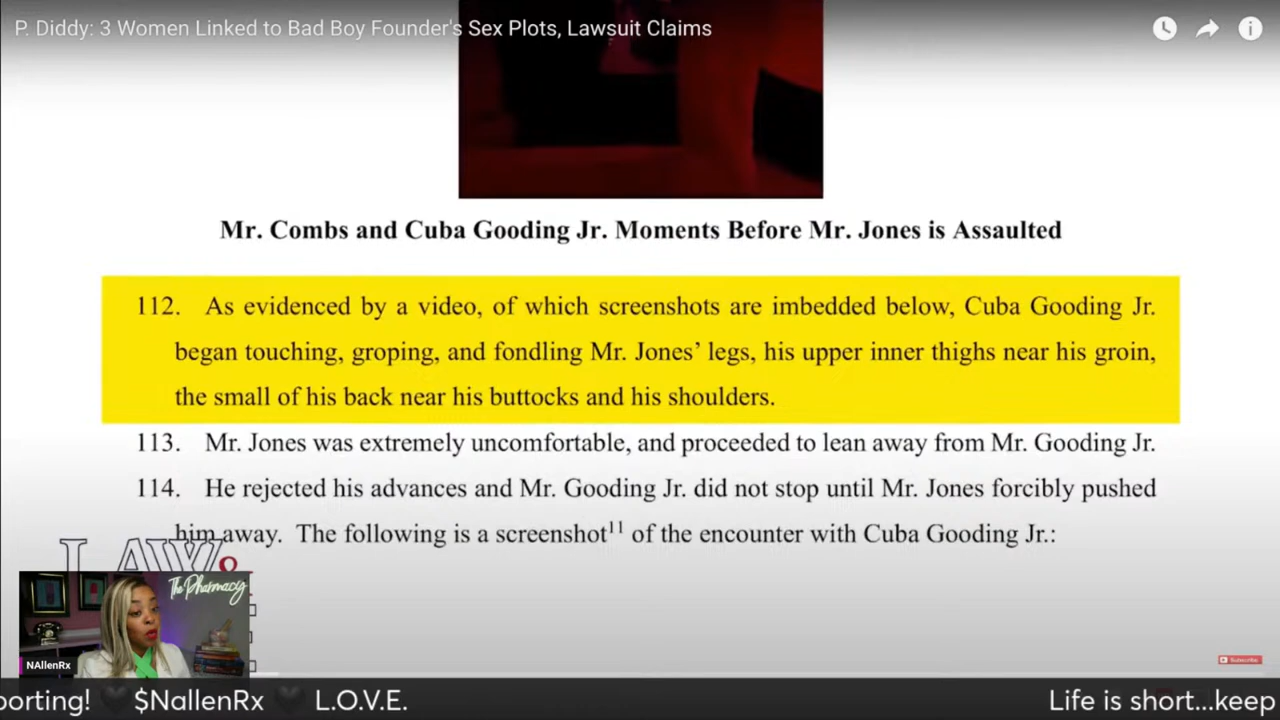 P. Diddy: 3 Women Linked to Bad Boy Founder's Sex Plots, Lawsuit Claims
Mr. Combs and Cuba Gooding Jr. Moments Before Mr. Jones is Assaulted
112. As evidenced by a video, of which screenshots are imbedded below, Cuba Gooding Jr.
began touching, groping, and fondling Mr. Jones’ legs, his upper inner thighs near his groin,
the small of his back near his buttocks and his shoulders.
113. Mr. Jones was extremely uncomfortable, and proceeded to lean away from Mr. Gooding Jr.
114. He rejected his advances and Mr. Gooding Jr. did not stop until Mr. Jones forcibly pushed
him away. The following is a screenshot11 of the encounter with Cuba Gooding Jr.:
LAW&
The Pharmacy
NAllenRx
Subscribe
porting! 🖤 $NallenRx 🖤 L.O.V.E. Life is short...keep